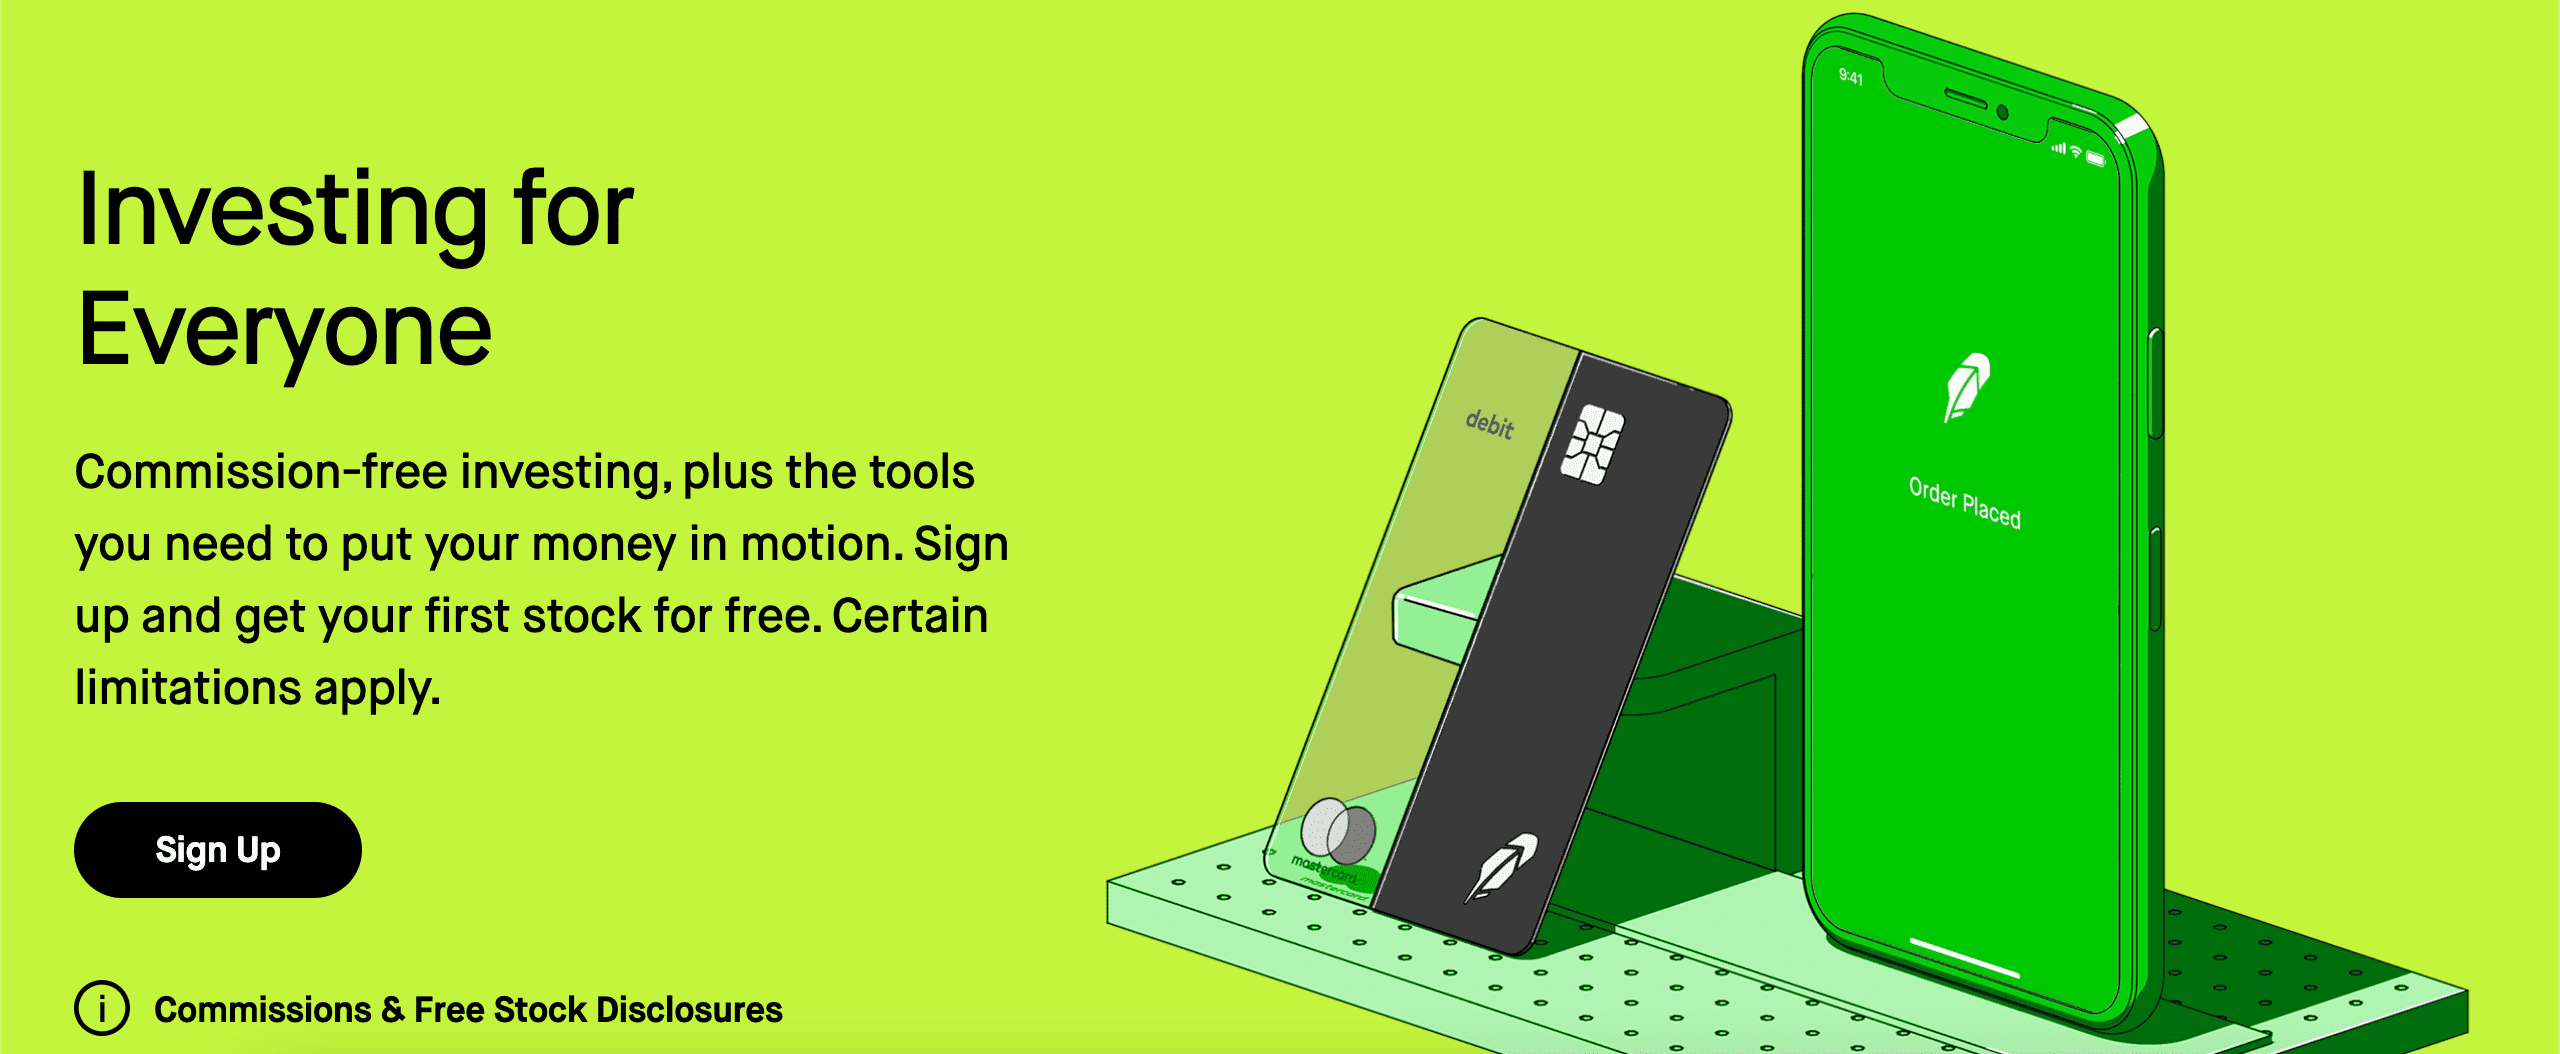 Investing for
Everyone
Commission-free investing, plus the tools
you need to put your money in motion. Sign
up and get your first stock for free. Certain
limitations apply.
Sign Up
i Commissions & Free Stock Disclosures
debit
mastercard
mastercard
9:41
Order Placed